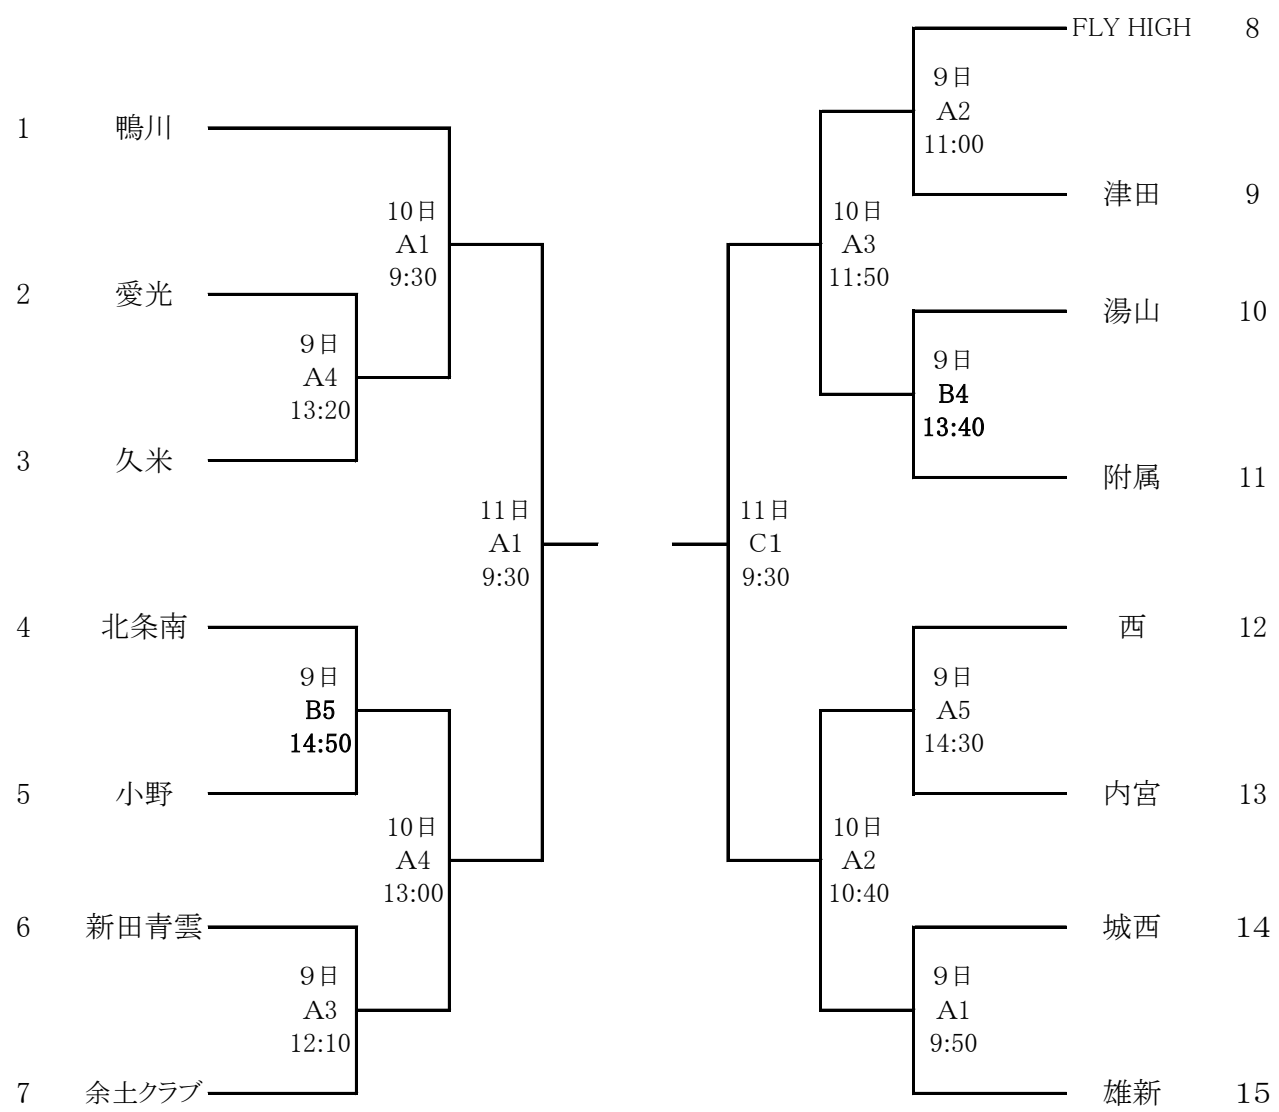 FLY HIGH 8
9日
A2
11:00
1 鴨川
津田 9
10日
A1
9:30
10日
A3
11:50
2 愛光
湯山 10
9日
A4
13:20
9日
B4
13:40
3 久米
附属 11
11日
A1
9:30
11日
C1
9:30
4 北条南
西 12
9日
B5
14:50
9日
A5
14:30
5 小野
内宮 13
10日
A4
13:00
10日
A2
10:40
6 新田青雲
城西 14
9日
A3
12:10
9日
A1
9:50
7 余土クラブ
雄新 15